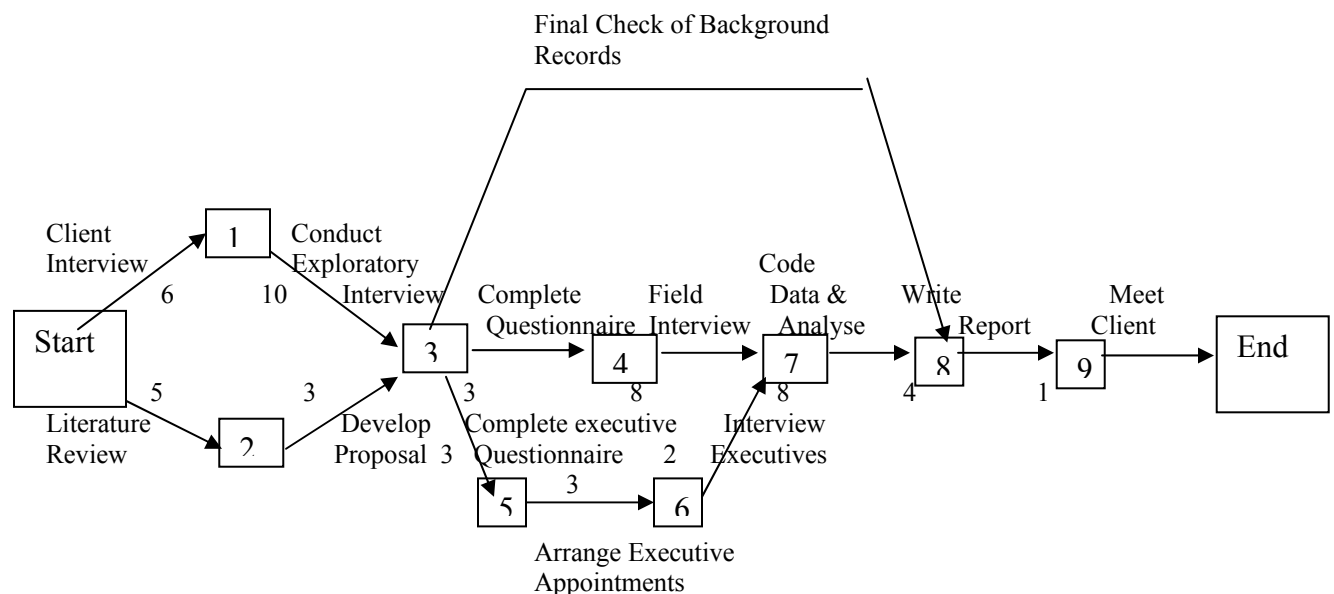 Final Check of Background
Records
1
Client
Interview
Conduct
Exploratory
Interview
6
10
Start
Code
Data &
Analyse
Complete
Questionnaire
Field
Interview
Write
Report
Meet
Client
3
4
7
8
9
End
5
3
3
8
8
4
1
Literature
Review
2
Develop
Proposal
3
Complete executive
Questionnaire
2
Interview
Executives
5
3
6
Arrange Executive
Appointments